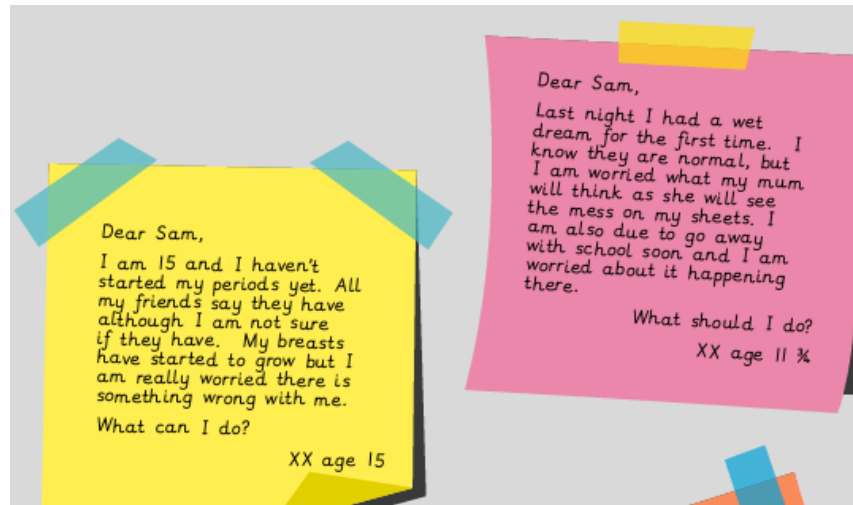 Dear Sam,
I am 15 and I haven't
started my periods yet.  All
my friends say they have
although I am not sure
if they have.  My breasts
have started to grow but I
am really worried there is
something wrong with me.
What can I do?
XX age 15
Dear Sam,
Last night I had a wet
dream for the first time.  I
know they are normal, but
I am worried what my mum
will think as she will see
the mess on my sheets.  I
am also due to go away
with school soon and I am
worried about it happening
there.
What should I do?
XX age 11 ¾